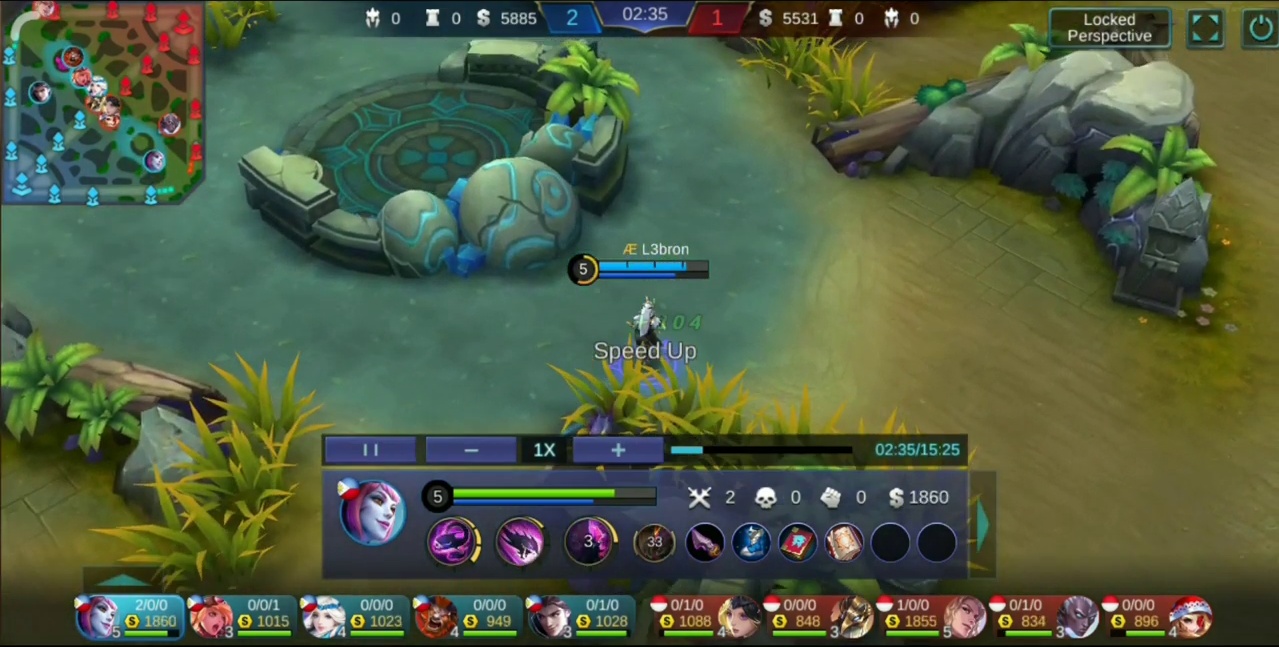 0 0 $ 5885 2 02:35 1 $ 5531 0 0
Locked
Perspective
Æ L3bron
5
04
Speed Up
1X
02:35/15:25
5
2 0 0 $ 1860
3 33
2/0/0 0/0/1 0/0/0 0/0/0 0/1/0 0/1/0 0/0/0 1/0/0 0/1/0 0/0/0
5 S 1860 3 S 1015 4 S 1023 4 S 949 3 S 1028 S 1088 4 S 848 3 S 1855 5 S 834 3 S 896 4